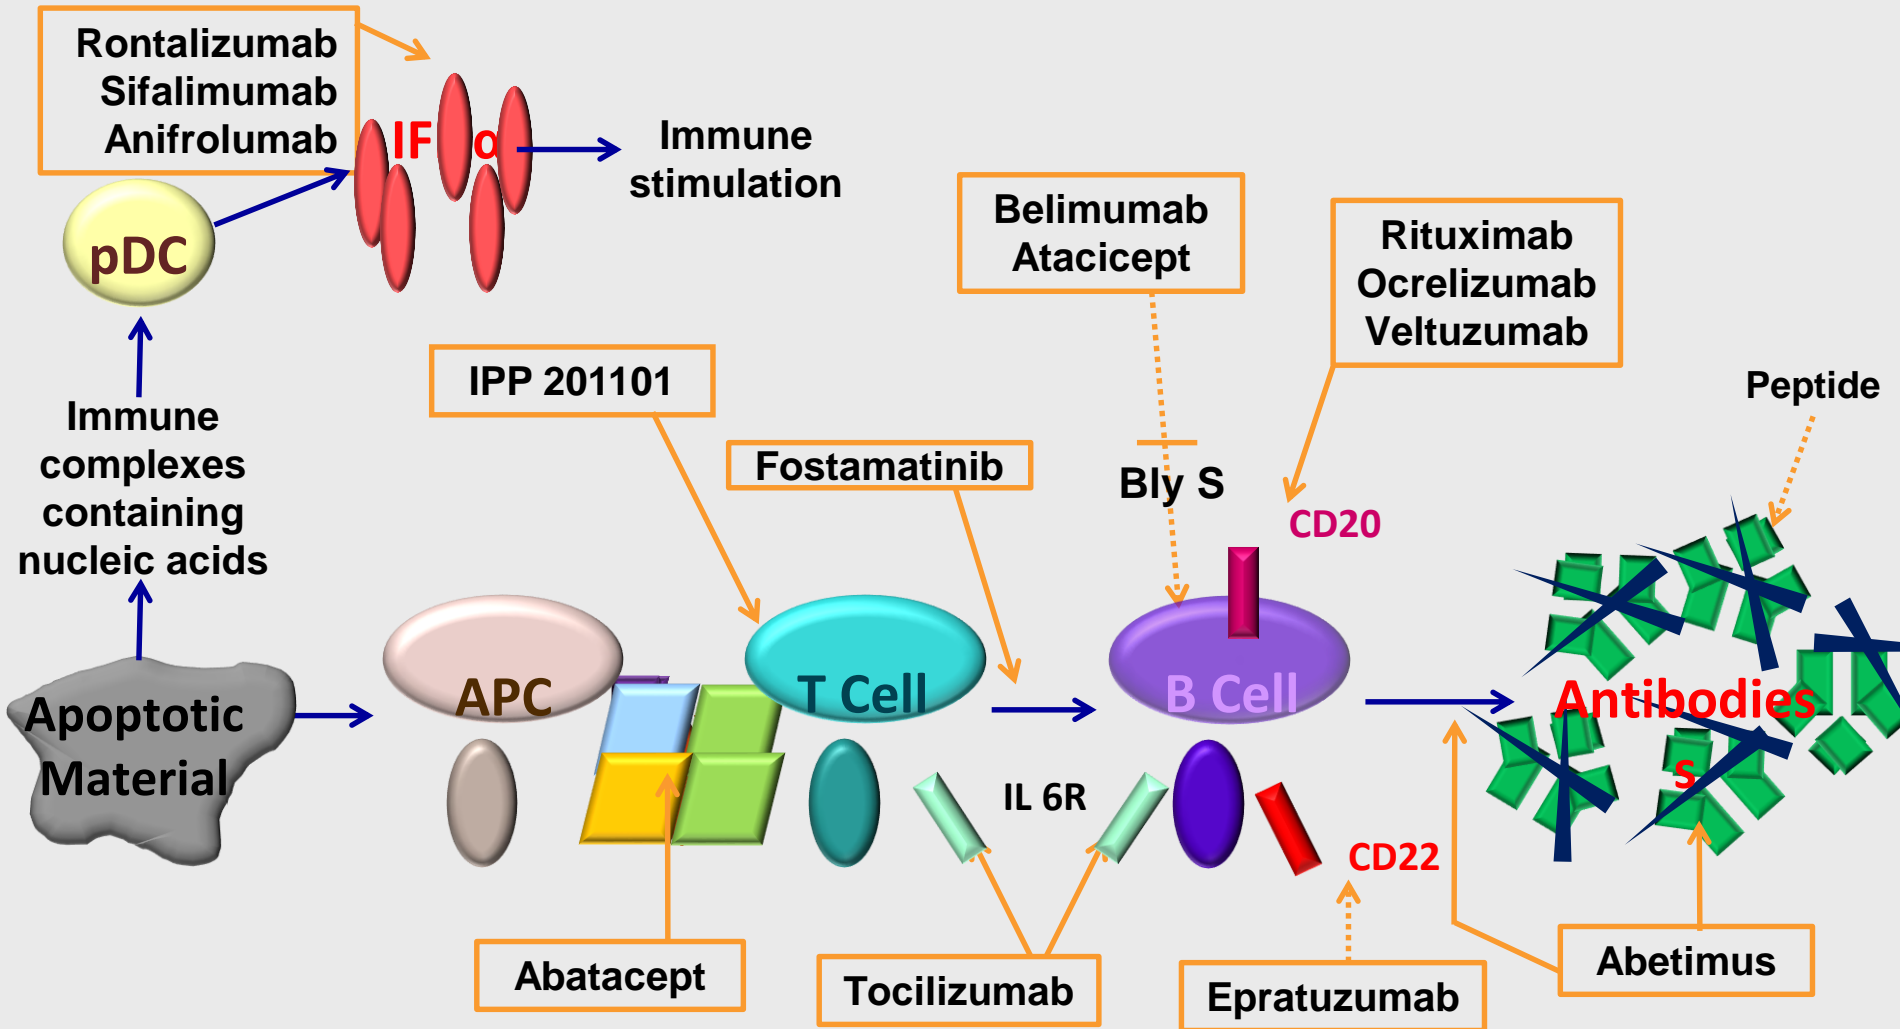 Rontalizumab
Sifalimumab
Anifrolumab
IF α
Immune
stimulation
pDC
Belimumab
Atacicept
Rituximab
Ocrelizumab
Veltuzumab
IPP 201101
Peptide
Immune
complexes
containing
nucleic acids
Fostamatinib
Bly S
CD20
APC
T Cell
B Cell
Antibodies
s
Apoptotic
Material
IL 6R
CD22
Abatacept
Tocilizumab
Epratuzumab
Abetimus